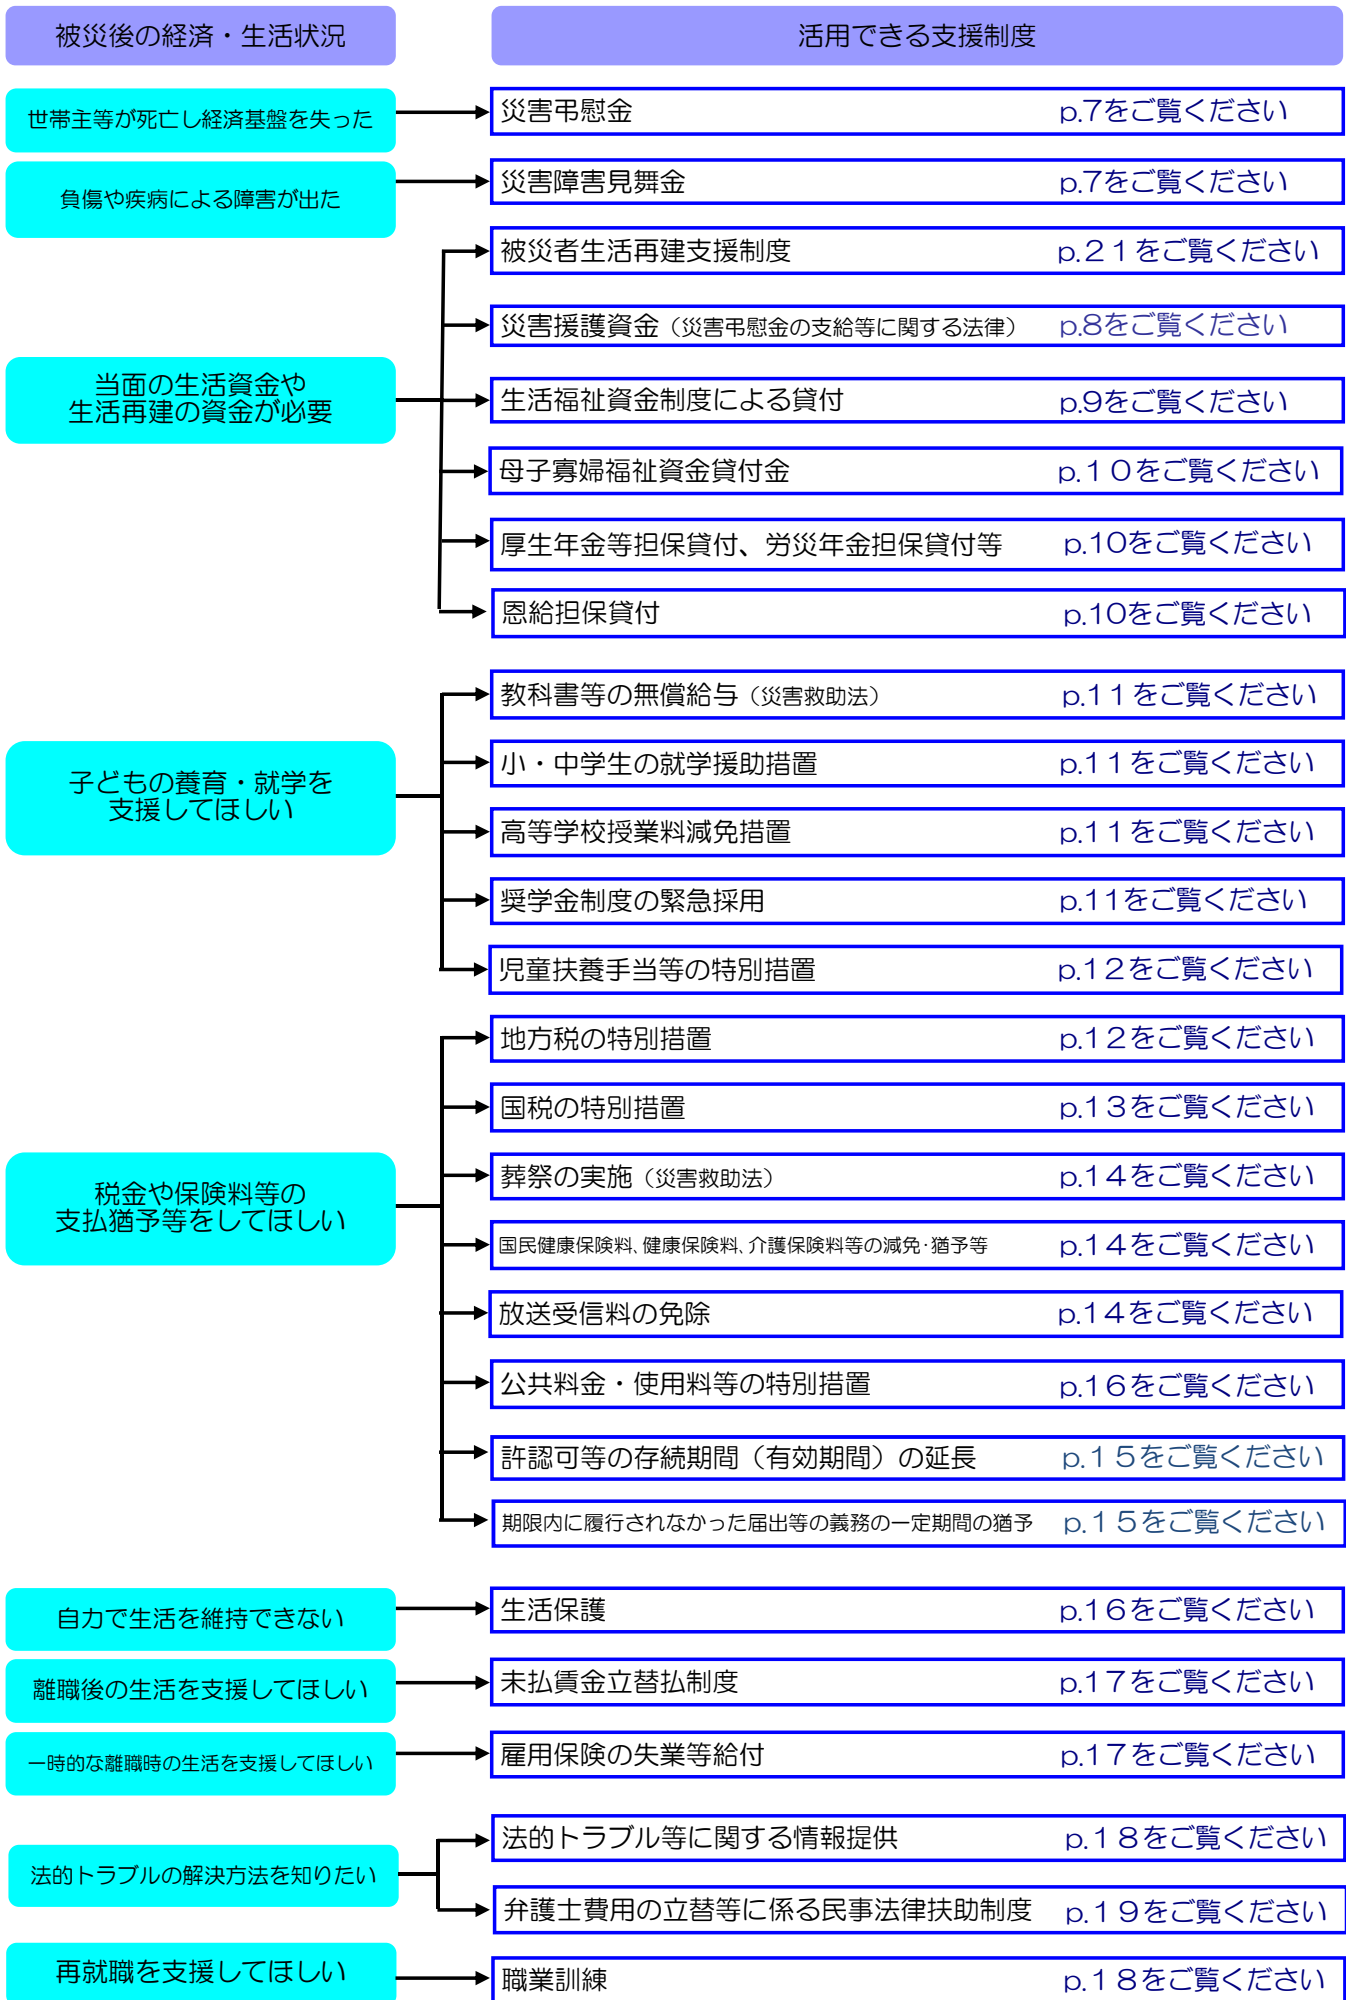 被災後の経済・生活状況
活用できる支援制度
世帯主等が死亡し経済基盤を失った
災害弔慰金 p.7をご覧ください
負傷や疾病による障害が出た
災害障害見舞金 p.7をご覧ください
当面の生活資金や
生活再建の資金が必要
被災者生活再建支援制度 p.２１をご覧ください
災害援護資金（災害弔慰金の支給等に関する法律） p.8をご覧ください
生活福祉資金制度による貸付 p.9をご覧ください
母子寡婦福祉資金貸付金 p.１０をご覧ください
厚生年金等担保貸付、労災年金担保貸付等 p.10をご覧ください
恩給担保貸付 p.10をご覧ください
子どもの養育・就学を
支援してほしい
教科書等の無償給与（災害救助法） p.１１をご覧ください
小・中学生の就学援助措置 p.１１をご覧ください
高等学校授業料減免措置 p.１１をご覧ください
奨学金制度の緊急採用 p.11をご覧ください
児童扶養手当等の特別措置 p.１２をご覧ください
税金や保険料等の
支払猶予等をしてほしい
地方税の特別措置 p.１２をご覧ください
国税の特別措置 p.１３をご覧ください
葬祭の実施（災害救助法） p.１４をご覧ください
国民健康保険料、健康保険料、介護保険料等の減免・猶予等 p.１４をご覧ください
放送受信料の免除 p.１４をご覧ください
公共料金・使用料等の特別措置 p.１６をご覧ください
許認可等の存続期間（有効期間）の延長 p.１５をご覧ください
期限内に履行されなかった届出等の義務の一定期間の猶予 p.１５をご覧ください
自力で生活を維持できない
生活保護 p.１６をご覧ください
離職後の生活を支援してほしい
未払賃金立替払制度 p.１７をご覧ください
一時的な離職時の生活を支援してほしい
雇用保険の失業等給付 p.１７をご覧ください
法的トラブルの解決方法を知りたい
法的トラブル等に関する情報提供 p.１８をご覧ください
弁護士費用の立替等に係る民事法律扶助制度 p.１９をご覧ください
再就職を支援してほしい
職業訓練 p.１８をご覧ください